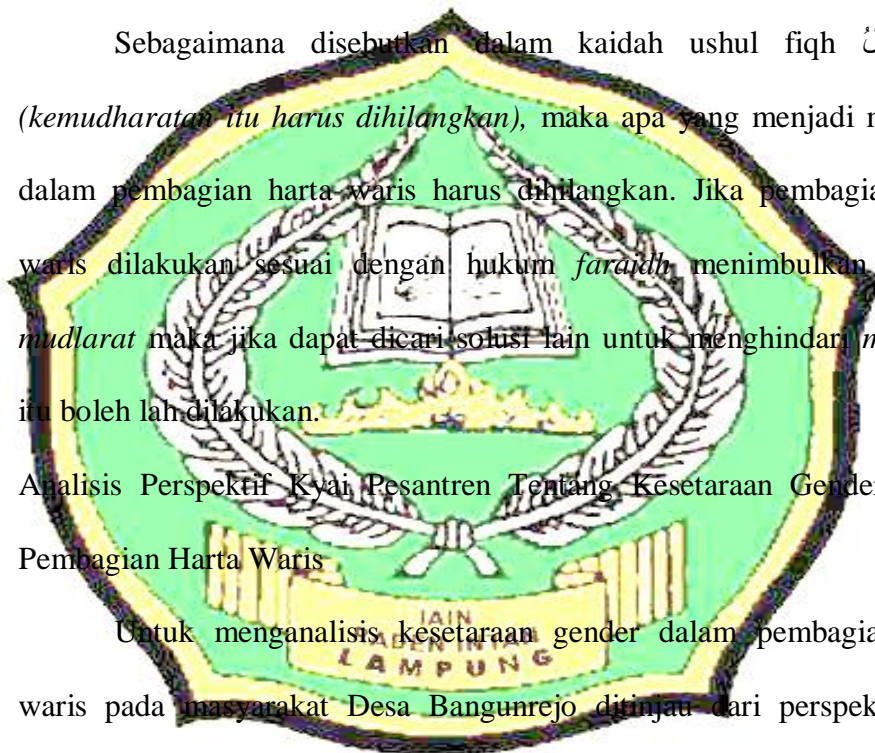 Sebagaimana disebutkan dalam kaidah ushul fiqh
(kemudharatan itu harus dihilangkan), maka apa yang menjadi
dalam pembagian harta waris harus dihilangkan. Jika
waris dilakukan sesuai dengan hukum faraidh menimbulkan
mudlarat maka jika dapat dicari solusi lain untuk menghindari
itu boleh lah dilakukan.
Analisis Perspektif Kyai Pesantren Tentang Kesetaraan Gender
Pembagian Harta Waris
IAIN
RADEN INTAN
LAMPUNG
Untuk menganalisis kesetaraan gender dalam
waris pada masyarakat Desa Bangunrejo ditinjau dari